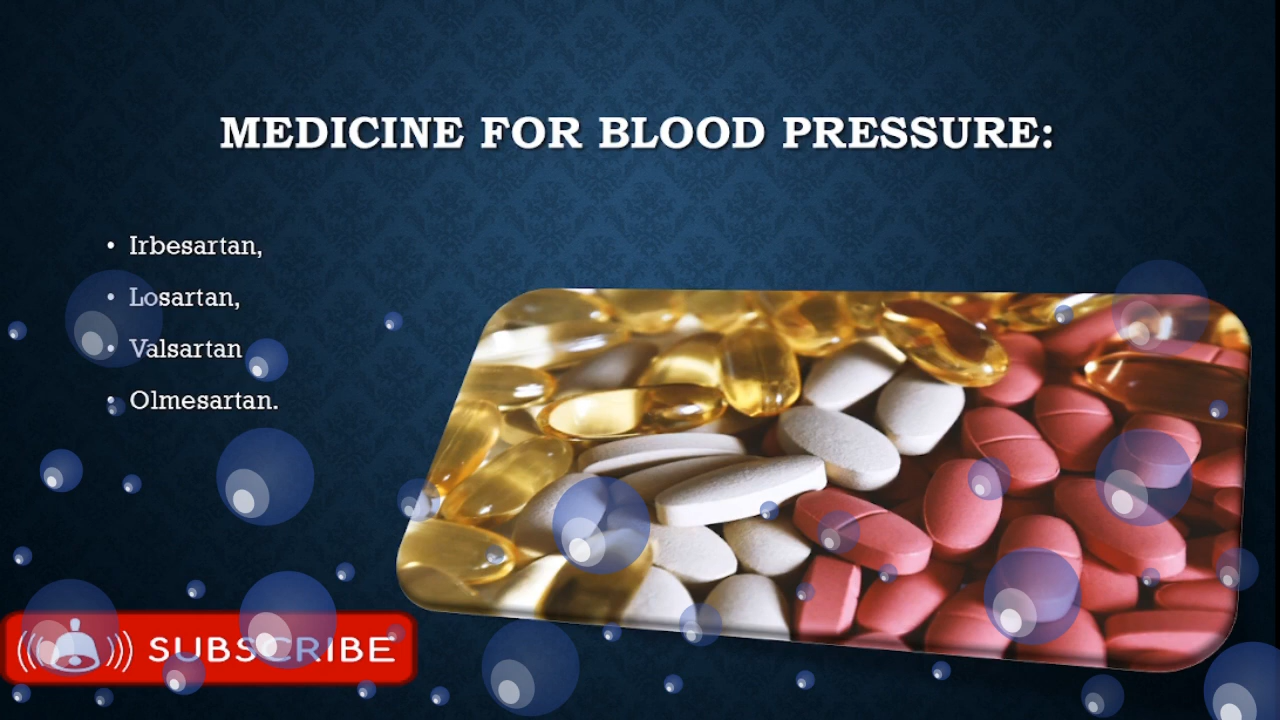 MEDICINE FOR BLOOD PRESSURE:
• Irbesartan,
• Losartan,
• Valsartan
• Olmesartan.
SUBSCRIBE